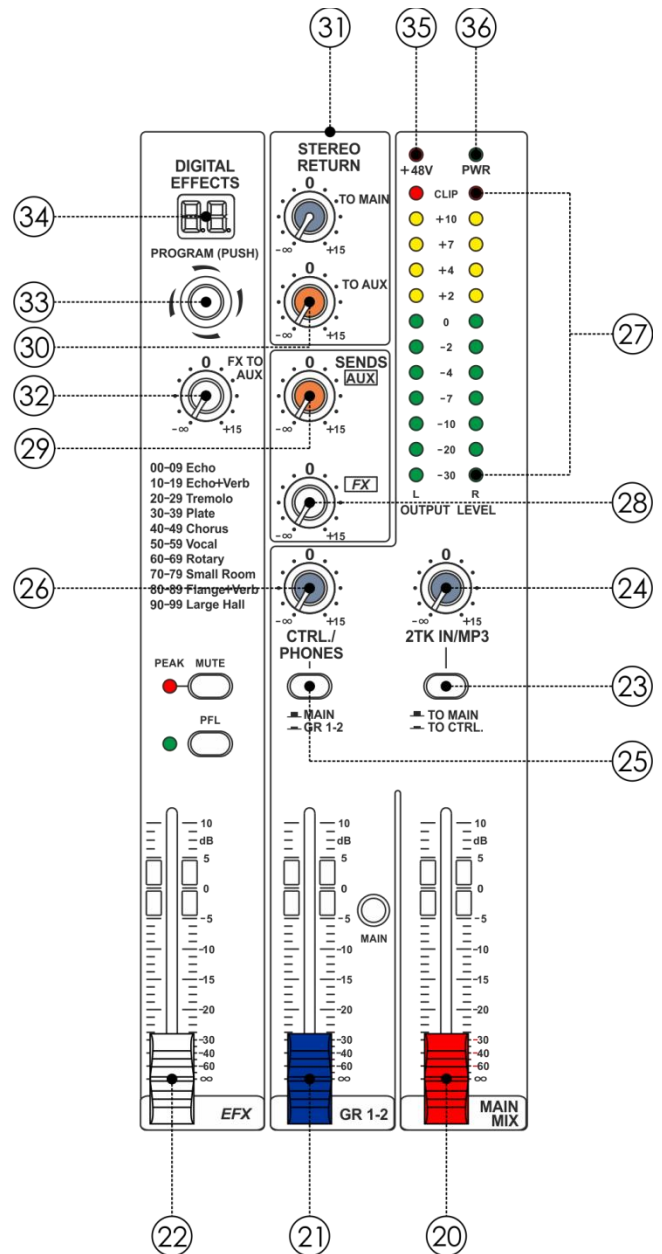 31
35
36
DIGITAL
EFFECTS
STEREO
RETURN
+48V
PWR
0
TO MAIN
-∞
+15
CLIP
+10
+7
+4
+2
0
-2
-4
-7
-10
-20
-30
L
R
OUTPUT LEVEL
34
PROGRAM (PUSH)
0
TO AUX
-∞
+15
33
30
27
0
FX TO
AUX
-∞
+15
32
0
SENDS
AUX
-∞
+15
29
00-09 Echo
10-19 Echo+Verb
20-29 Tremolo
30-39 Plate
40-49 Chorus
50-59 Vocal
60-69 Rotary
70-79 Small Room
80-89 Flange+Verb
90-99 Large Hall
0
FX
-∞
+15
28
26
0
-∞
+15
CTRL./
PHONES
0
-∞
+15
2TK IN/MP3
24
PEAK MUTE
23
MAIN
GR 1-2
TO MAIN
TO CTRL.
PFL
25
10
dB
5
0
-5
-10
-15
-20
-30
-40
-60
∞
EFX
10
dB
5
0
-5
-10
-15
-20
-30
-40
-60
∞
GR 1-2
MAIN
10
dB
5
0
-5
-10
-15
-20
-30
-40
-60
∞
MAIN
MIX
22
21
20